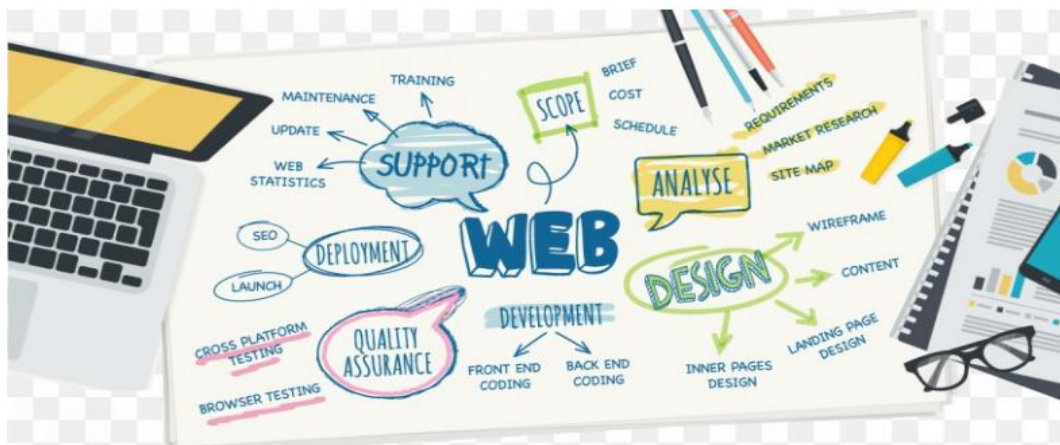 TRAINING
MAINTENANCE
UPDATE
WEB
STATISTICS
SUPPORT
SCOPE
BRIEF
COST
SCHEDULE
ANALYSE
REQUIREMENTS
MARKET RESEARCH
SITE MAP
WEB
SEO
LAUNCH
DEPLOYMENT
DESIGN
WIREFRAME
CONTENT
LANDING PAGE
DESIGN
INNER PAGES
DESIGN
DEVELOPMENT
FRONT END
CODING
BACK END
CODING
QUALITY
ASSURANCE
CROSS PLATFORM
TESTING
BROWSER TESTING